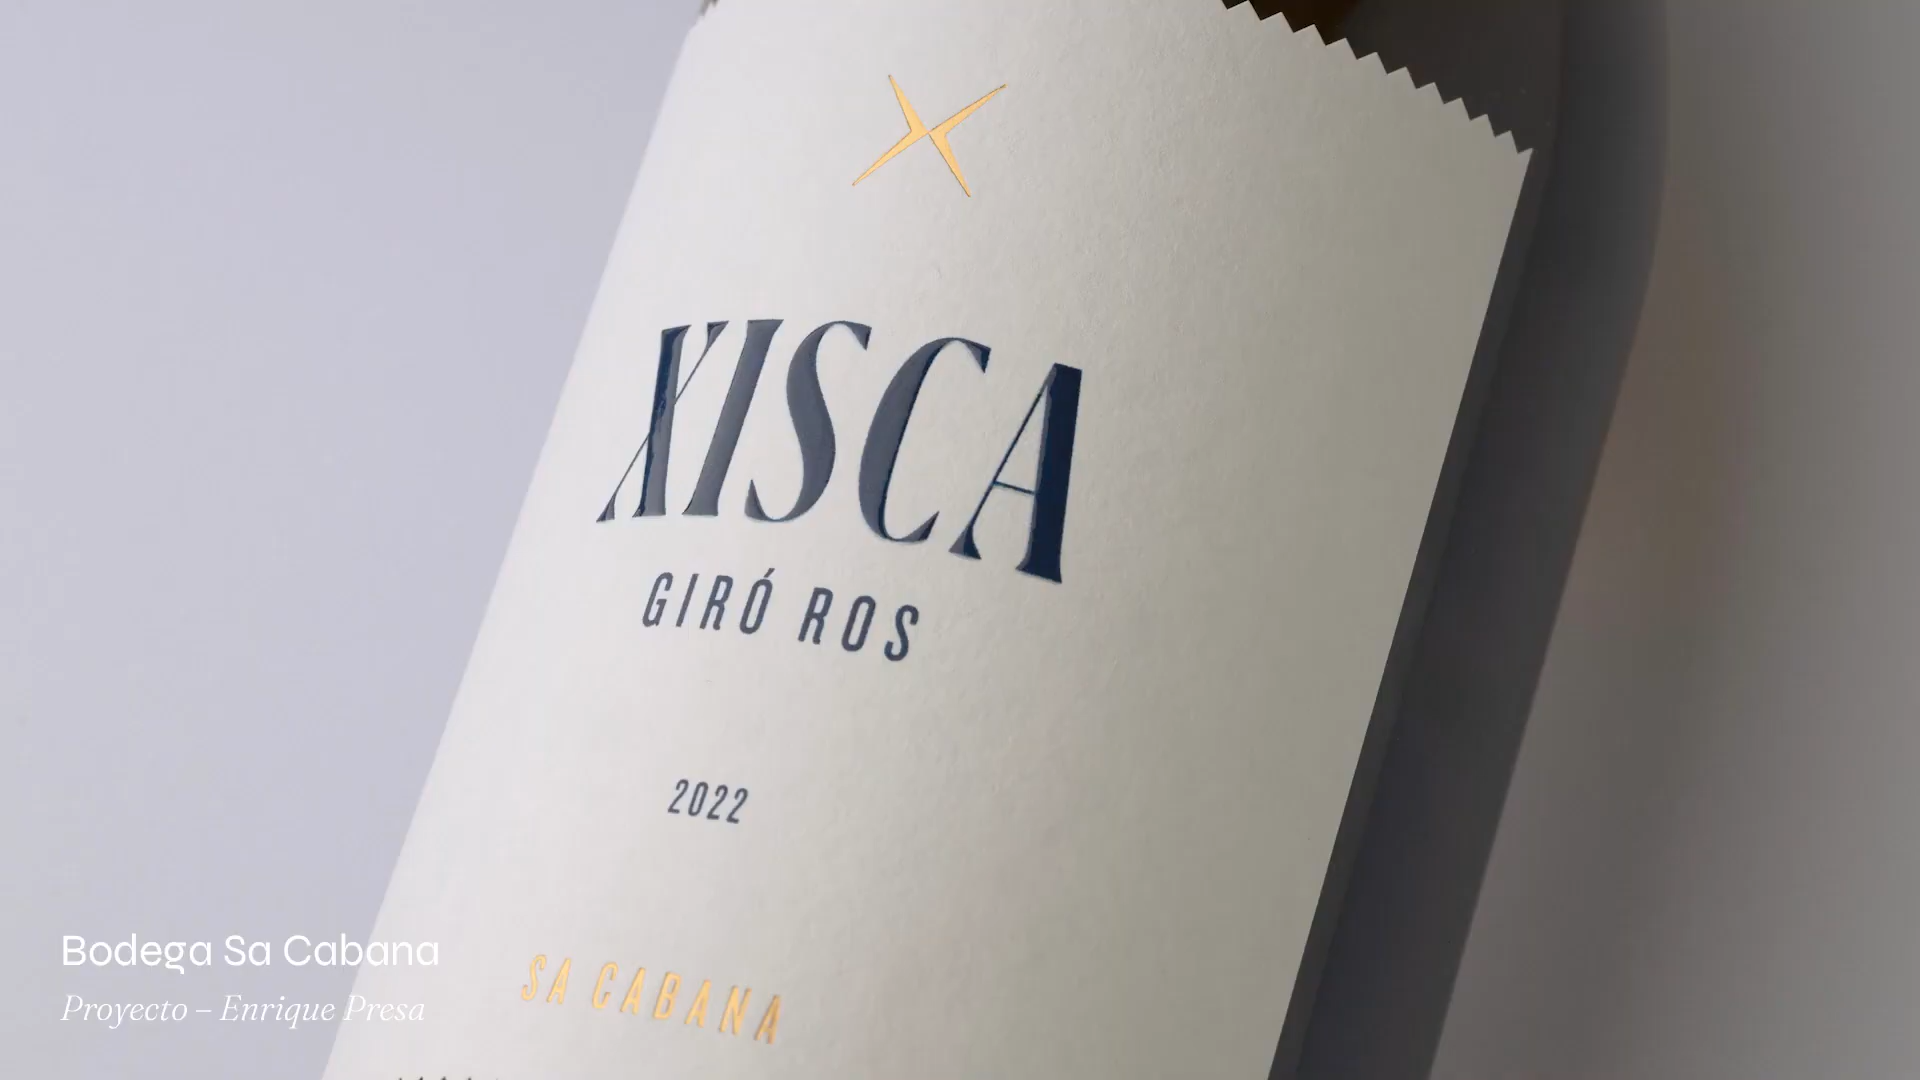 XISCA
GIRÓ ROS
2022
SA CABANA
Bodega Sa Cabana
Proyecto – Enrique Presa